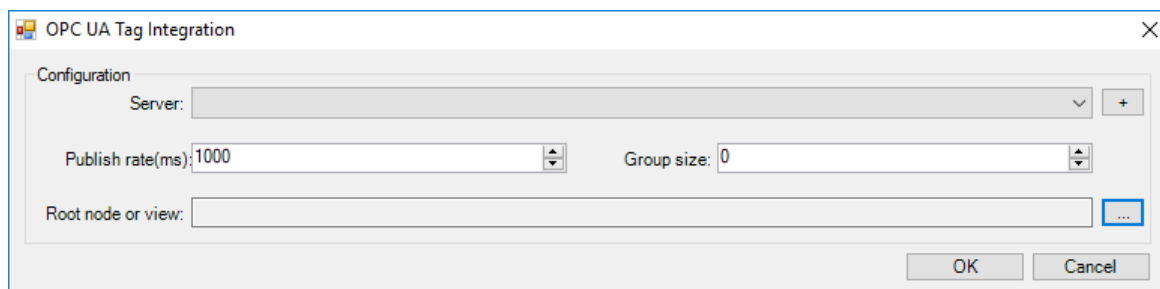 OPC UA Tag Integration
Configuration
Server:
+
Publish rate(ms): 1000 Group size: 0
Root node or view: ...
OK Cancel